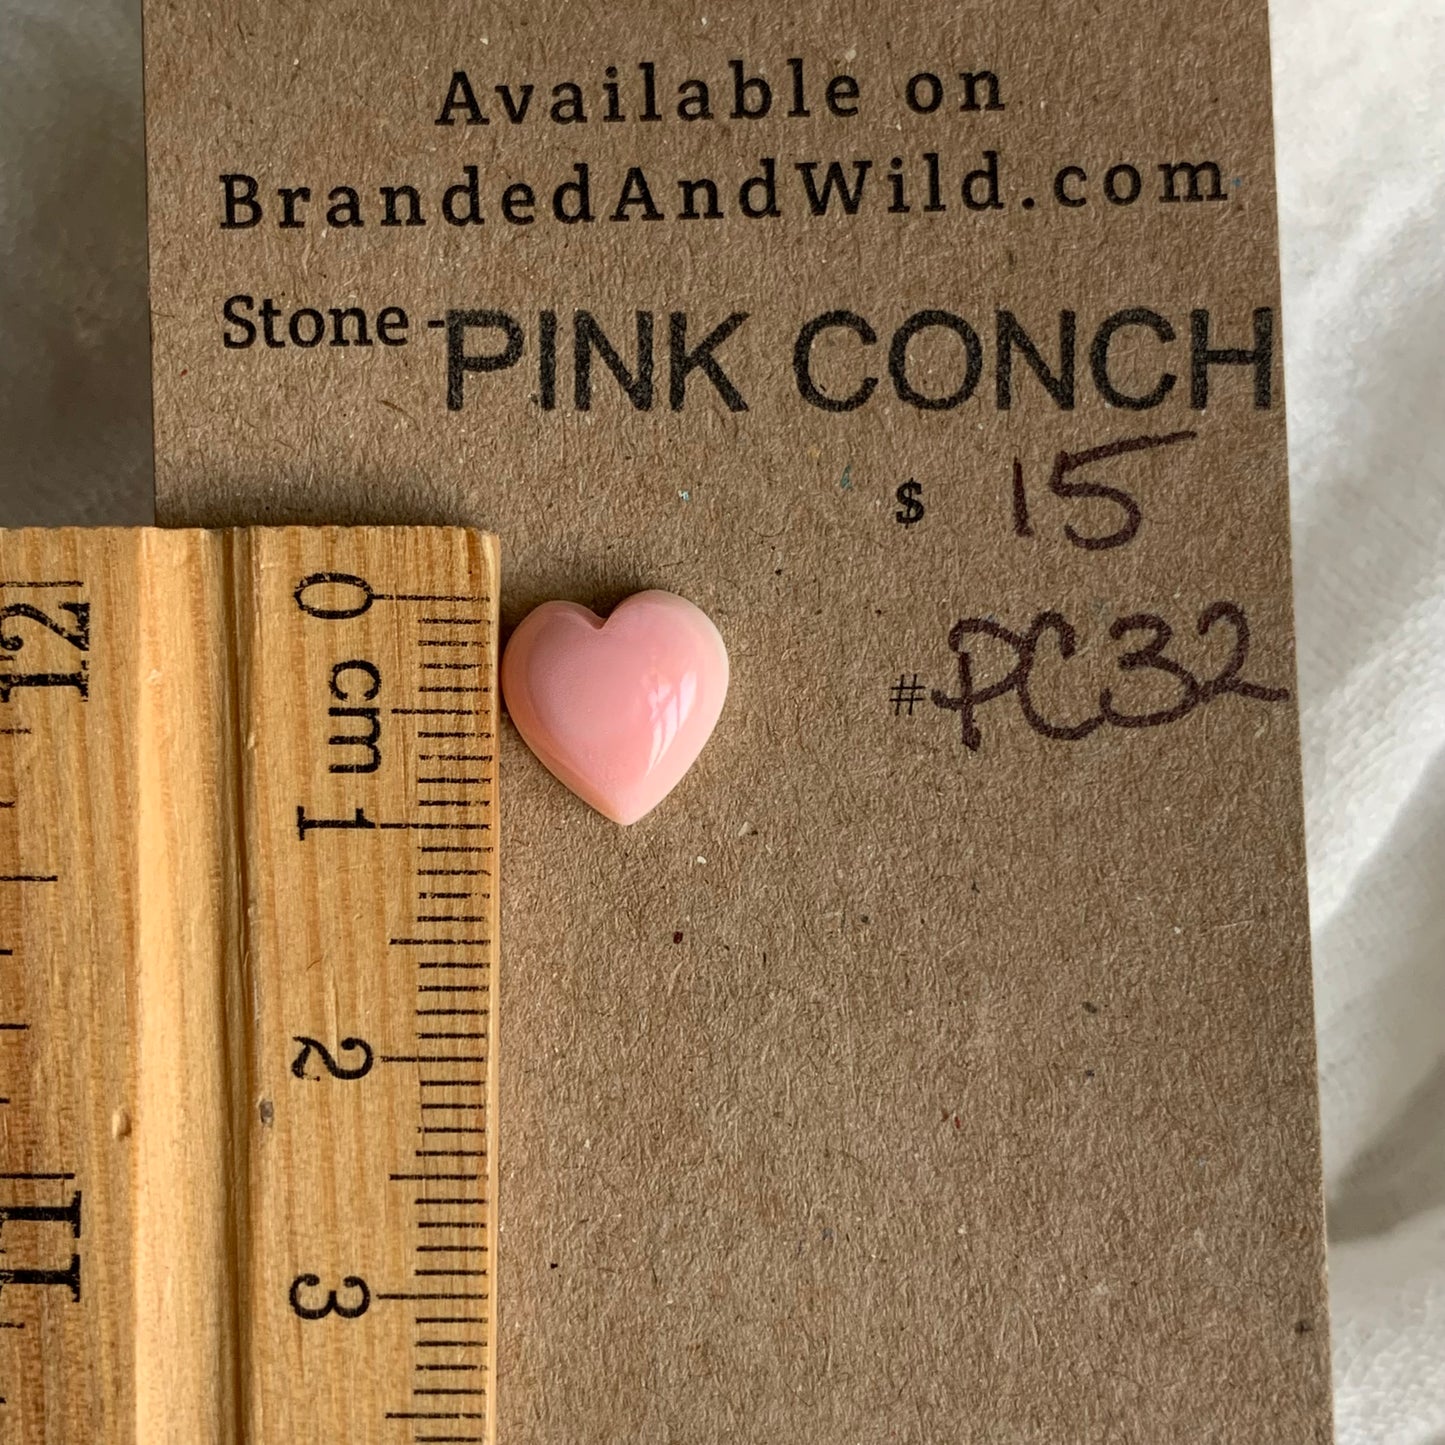 Available on
BrandedAndWild.com
Stone - PINK CONCH
$ 15
# PC32
0
cm
1
2
3
12
11